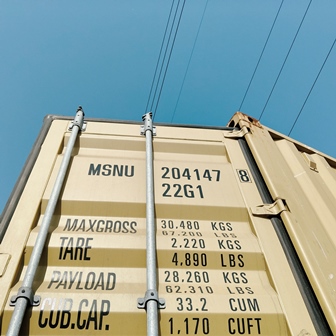 MSNU 204147 8
22G1
MAXGROSS 30.480 KGS
67.200 LBS
TARE 2.220 KGS
4.890 LBS
PAYLOAD 28.260 KGS
62.310 LBS
CUB.CAP. 33.2 CUM
1,170 CUFT